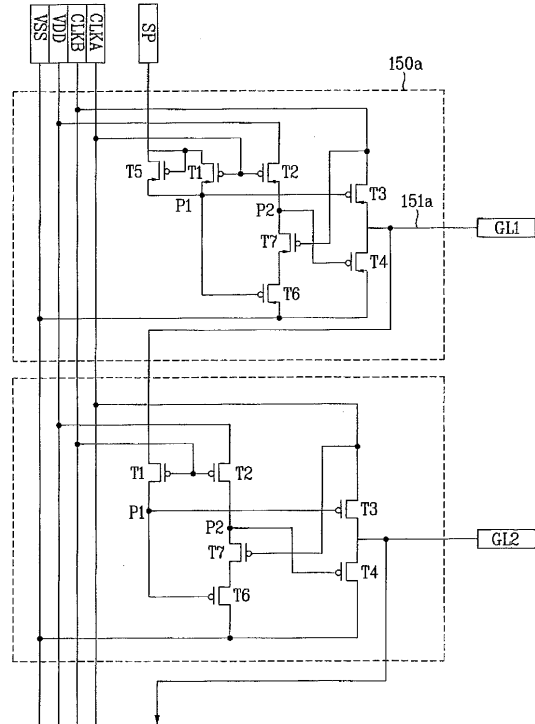 VSS
VDD
CLKB
CLKA
SP
150a
T5
T1
T2
T3
P1
P2
151a
GL1
T7
T4
T6
T1
T2
T3
P1
P2
GL2
T7
T4
T6